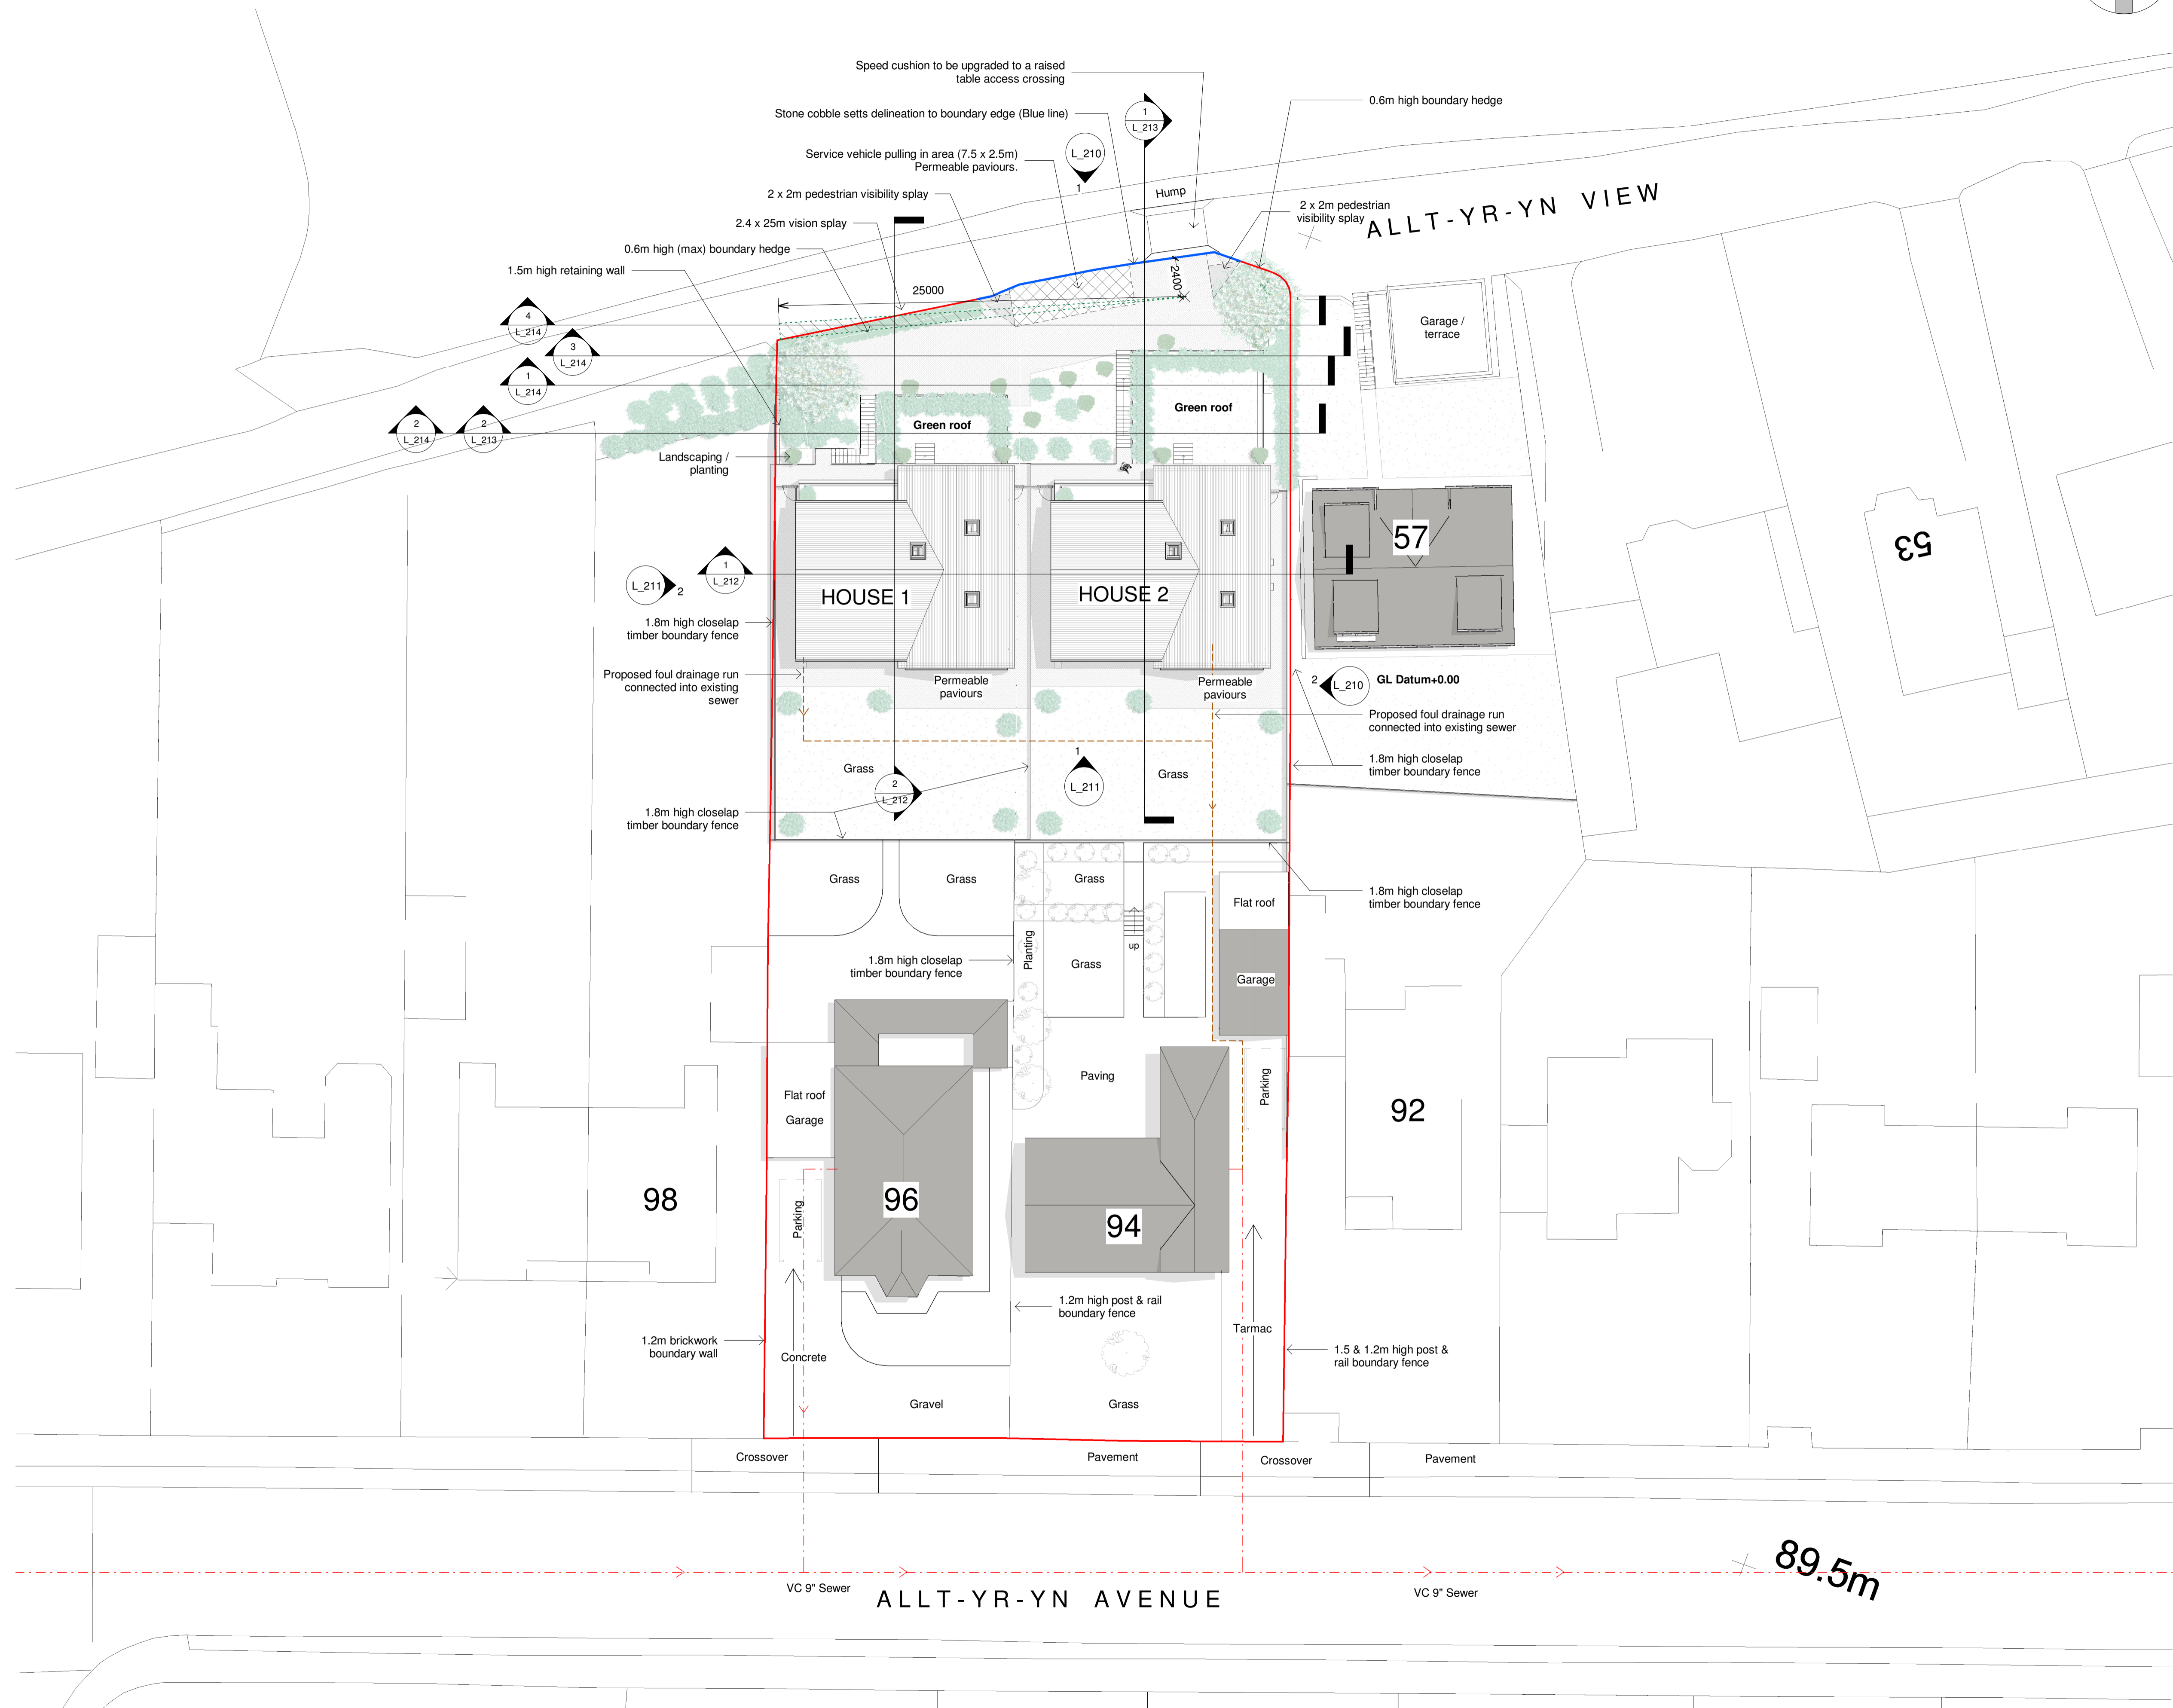 Speed cushion to be upgraded to a raised
table access crossing
0.6m high boundary hedge
Stone cobble setts delineation to boundary edge (Blue line)
1
L_213
Service vehicle pulling in area (7.5 x 2.5m)
Permeable paviours.
L_210
1
2 x 2m pedestrian visibility splay
Hump
2 x 2m pedestrian
visibility splay
ALLT-YR-YN VIEW
2.4 x 25m vision splay
0.6m high (max) boundary hedge
1.5m high retaining wall
25000
2400
4
L_214
3
L_214
1
L_214
2
L_214
2
L_213
Garage /
terrace
Green roof
Green roof
Landscaping /
planting
57
53
L_211
2
1
L_212
HOUSE 1
HOUSE 2
1.8m high closelap
timber boundary fence
Proposed foul drainage run
connected into existing
sewer
Permeable
paviours
Permeable
paviours
2
L_210
GL Datum+0.00
Proposed foul drainage run
connected into existing sewer
1.8m high closelap
timber boundary fence
Grass
2
L_212
1
L_211
Grass
1.8m high closelap
timber boundary fence
Grass
Grass
Grass
Flat roof
1.8m high closelap
timber boundary fence
Planting
up
1.8m high closelap
timber boundary fence
Grass
Garage
Paving
Parking
Flat roof
Garage
92
98
Parking
96
94
1.2m high post & rail
boundary fence
1.2m brickwork
boundary wall
Concrete
Tarmac
1.5 & 1.2m high post &
rail boundary fence
Gravel
Grass
Crossover
Pavement
Crossover
Pavement
89.5m
VC 9" Sewer
ALLT-YR-YN AVENUE
VC 9" Sewer